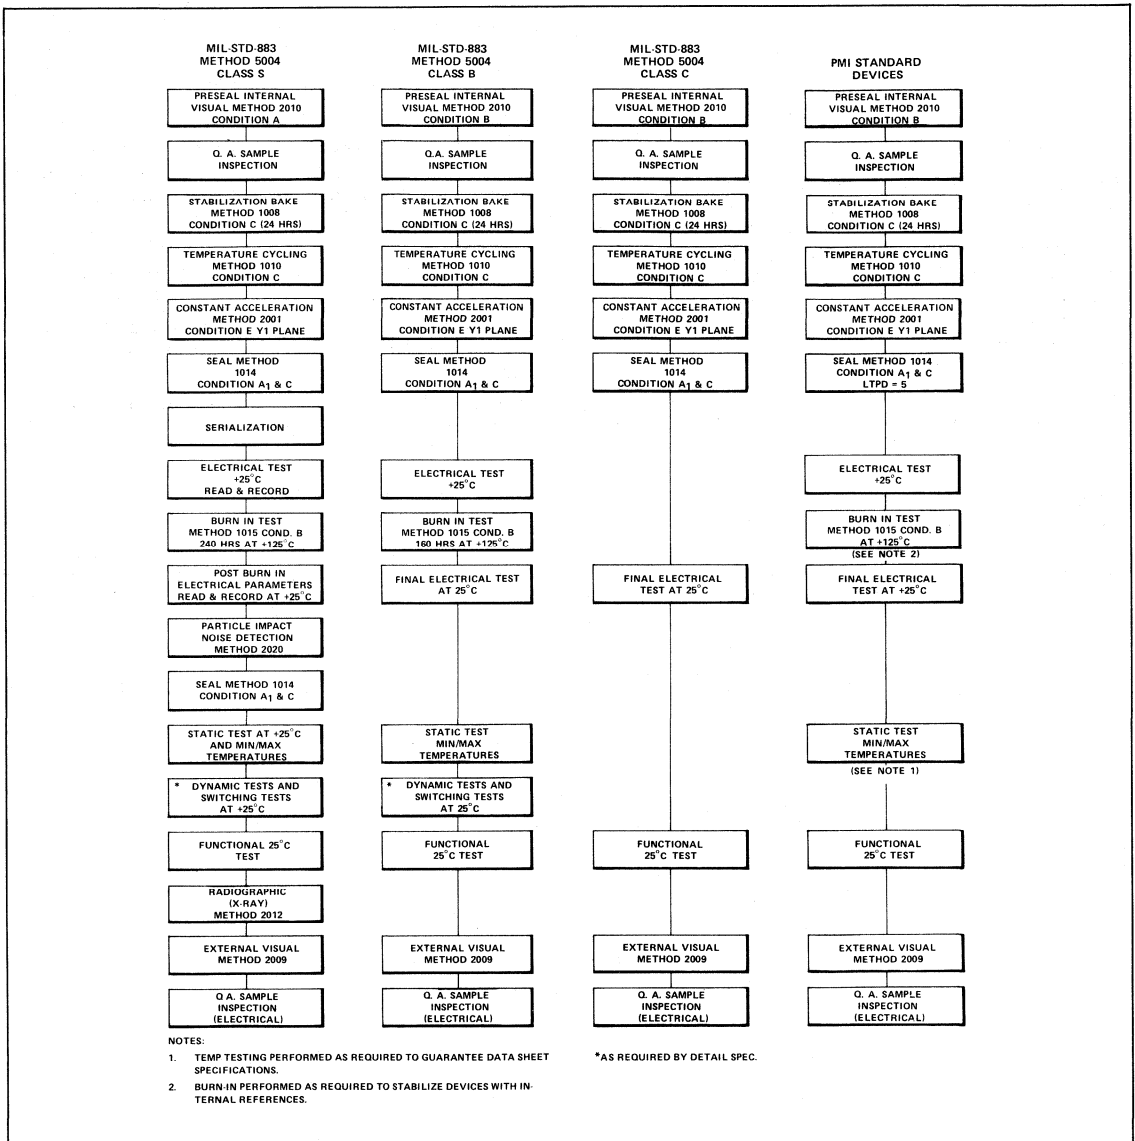 MIL-STD-883
METHOD 5004
CLASS S
PRESEAL INTERNAL
VISUAL METHOD 2010
CONDITION A
Q. A. SAMPLE
INSPECTION
STABILIZATION BAKE
METHOD 1008
CONDITION C (24 HRS)
TEMPERATURE CYCLING
METHOD 1010
CONDITION C
CONSTANT ACCELERATION
METHOD 2001
CONDITION E Y1 PLANE
SEAL METHOD
1014
CONDITION A1 & C
SERIALIZATION
ELECTRICAL TEST
+25°C
READ & RECORD
BURN IN TEST
METHOD 1015 COND. B
240 HRS AT +125°C
POST BURN IN
ELECTRICAL PARAMETERS
READ & RECORD AT +25°C
PARTICLE IMPACT
NOISE DETECTION
METHOD 2020
SEAL METHOD 1014
CONDITION A1 & C
STATIC TEST AT +25°C
AND MIN/MAX
TEMPERATURES
* DYNAMIC TESTS AND
SWITCHING TESTS
AT +25°C
FUNCTIONAL 25°C
TEST
RADIOGRAPHIC
(X-RAY)
METHOD 2012
EXTERNAL VISUAL
METHOD 2009
Q A. SAMPLE
INSPECTION
(ELECTRICAL)
MIL-STD-883
METHOD 5004
CLASS B
PRESEAL INTERNAL
VISUAL METHOD 2010
CONDITION B
Q.A. SAMPLE
INSPECTION
STABILIZATION BAKE
METHOD 1008
CONDITION C (24 HRS)
TEMPERATURE CYCLING
METHOD 1010
CONDITION C
CONSTANT ACCELERATION
METHOD 2001
CONDITION E Y1 PLANE
SEAL METHOD
1014
CONDITION A1 & C
ELECTRICAL TEST
+25°C
BURN IN TEST
METHOD 1015 COND. B
160 HRS AT +125°C
FINAL ELECTRICAL TEST
AT 25°C
STATIC TEST
MIN/MAX
TEMPERATURES
* DYNAMIC TESTS AND
SWITCHING TESTS
AT 25°C
FUNCTIONAL
25°C TEST
EXTERNAL VISUAL
METHOD 2009
Q. A. SAMPLE
INSPECTION
(ELECTRICAL)
MIL-STD-883
METHOD 5004
CLASS C
PRESEAL INTERNAL
VISUAL METHOD 2010
CONDITION B
Q. A. SAMPLE
INSPECTION
STABILIZATION BAKE
METHOD 1008
CONDITION C (24 HRS)
TEMPERATURE CYCLING
METHOD 1010
CONDITION C
CONSTANT ACCELERATION
METHOD 2001
CONDITION E Y1 PLANE
SEAL METHOD
1014
CONDITION A1 & C
FINAL ELECTRICAL
TEST AT 25°C
FUNCTIONAL
25°C TEST
EXTERNAL VISUAL
METHOD 2009
Q. A. SAMPLE
INSPECTION
(ELECTRICAL)
PMI STANDARD
DEVICES
PRESEAL INTERNAL
VISUAL METHOD 2010
CONDITION B
Q. A. SAMPLE
INSPECTION
STABILIZATION BAKE
METHOD 1008
CONDITION C (24 HRS)
TEMPERATURE CYCLING
METHOD 1010
CONDITION C
CONSTANT ACCELERATION
METHOD 2001
CONDITION E Y1 PLANE
SEAL METHOD 1014
CONDITION A1 & C
LTPD = 5
ELECTRICAL TEST
+25°C
BURN IN TEST
METHOD 1015 COND. B
AT +125°C
(SEE NOTE 2)
FINAL ELECTRICAL
TEST AT +25°C
STATIC TEST
MIN/MAX
TEMPERATURES
(SEE NOTE 1)
FUNCTIONAL
25°C TEST
EXTERNAL VISUAL
METHOD 2009
Q. A. SAMPLE
INSPECTION
(ELECTRICAL)
NOTES:
1. TEMP TESTING PERFORMED AS REQUIRED TO GUARANTEE DATA SHEET
SPECIFICATIONS.
2. BURN-IN PERFORMED AS REQUIRED TO STABILIZE DEVICES WITH IN-
TERNAL REFERENCES.
*AS REQUIRED BY DETAIL SPEC.